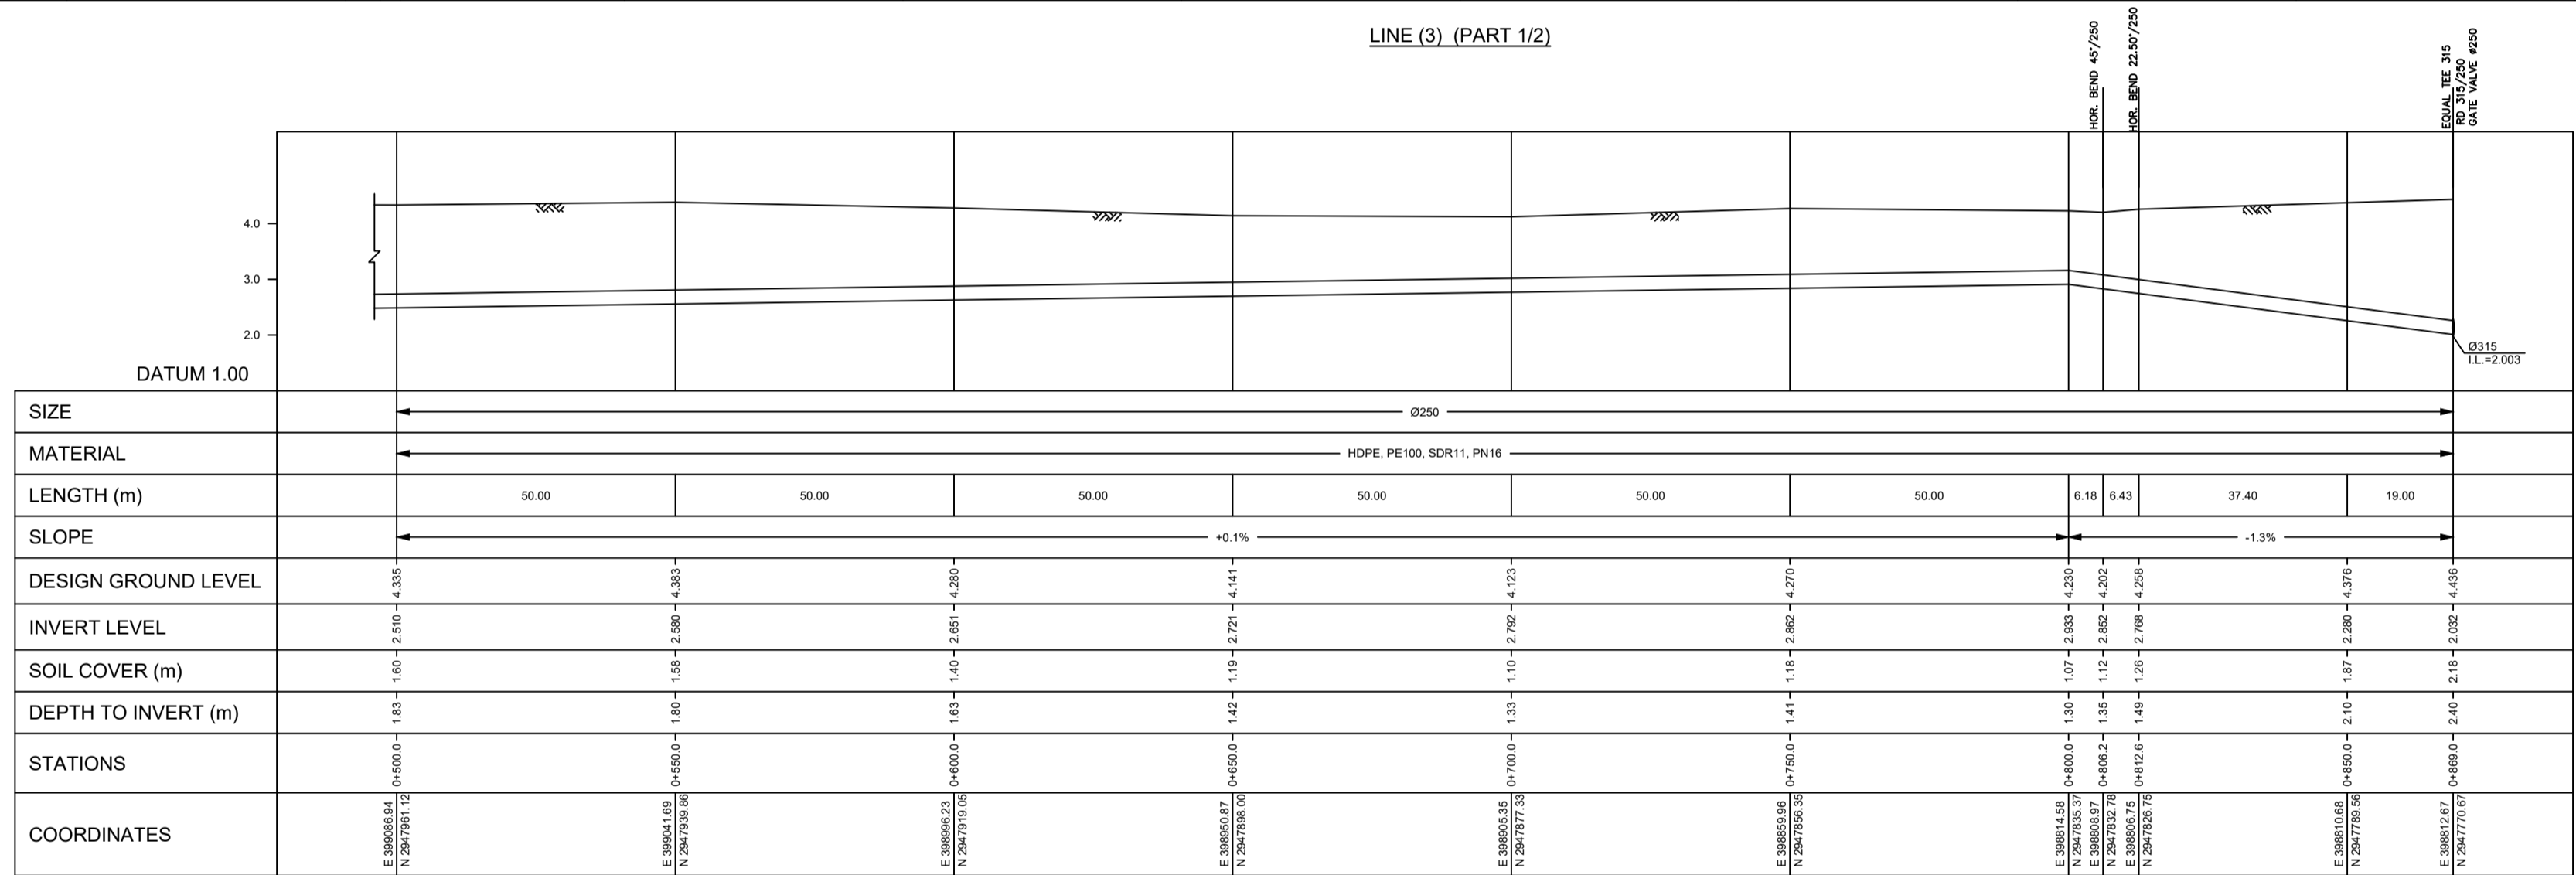 LINE (3) (PART 1/2)
HOR. BEND 45°/250
HOR. BEND 22.50°/250
EQUAL TEE 315
RD 315/250
GATE VALVE ø250
4.0
3.0
2.0
DATUM 1.00
Ø315
I.L.=2.003
SIZE Ø250
MATERIAL HDPE, PE100, SDR11, PN16
LENGTH (m) 50.00 50.00 50.00 50.00 50.00 50.00 6.18 6.43 37.40 19.00
SLOPE +0.1% -1.3%
DESIGN GROUND LEVEL 4.335 4.383 4.280 4.141 4.123 4.270 4.230 4.202 4.258 4.376 4.436
INVERT LEVEL 2.510 2.580 2.651 2.721 2.792 2.862 2.933 2.852 2.768 2.280 2.032
SOIL COVER (m) 1.60 1.58 1.40 1.19 1.10 1.18 1.07 1.12 1.26 1.87 2.18
DEPTH TO INVERT (m) 1.83 1.80 1.63 1.42 1.33 1.41 1.30 1.35 1.49 2.10 2.40
STATIONS 0+500.0 0+550.0 0+600.0 0+650.0 0+700.0 0+750.0 0+800.0 0+806.2 0+812.6 0+850.0 0+869.0
COORDINATES
E 399086.94
N 2947961.12
E 399041.69
N 2947939.86
E 398996.23
N 2947919.05
E 398950.87
N 2947898.00
E 398905.35
N 2947877.33
E 398859.96
N 2947856.35
E 398814.58
N 2947835.37
E 398808.97
N 2947832.78
E 398806.75
N 2947826.75
E 398810.68
N 2947789.56
E 398812.67
N 2947770.67